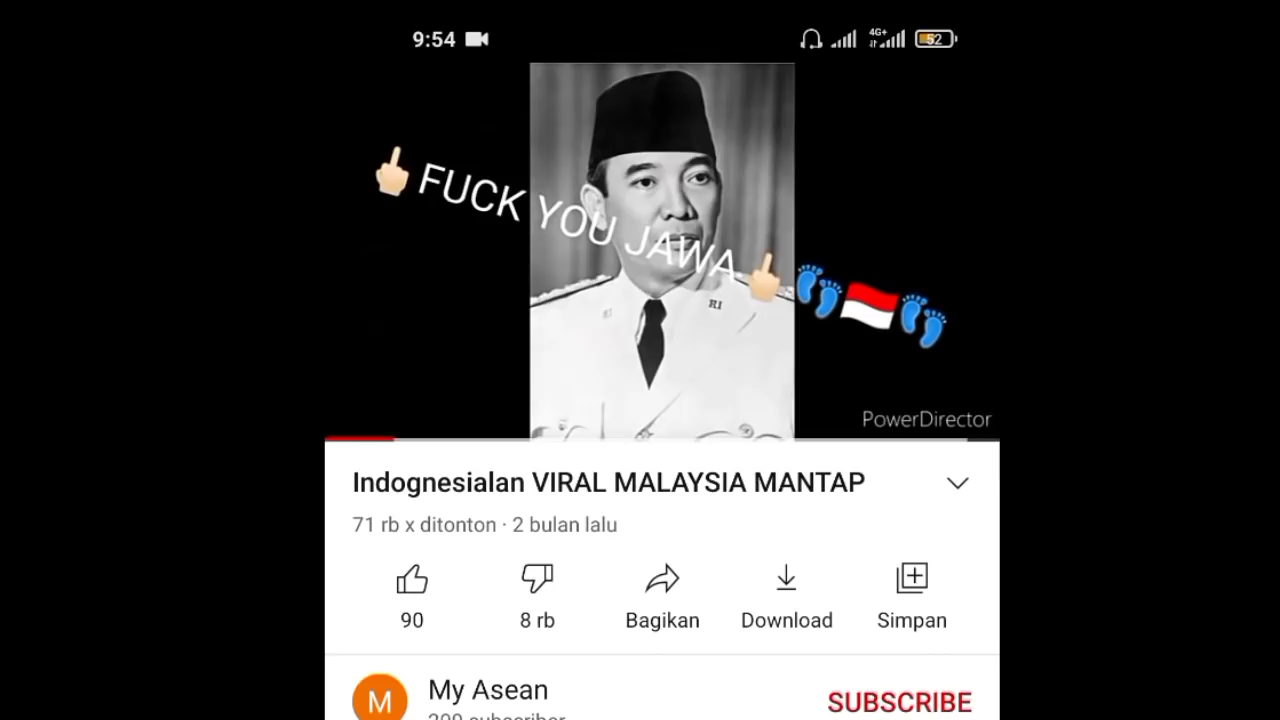 9:54
4G+
52
🖕🏻FUCK YOU JAWA🖕🏻👣🇮🇩👣
RI
PowerDirector
Indognesialan VIRAL MALAYSIA MANTAP
71 rb x ditonton · 2 bulan lalu
90
8 rb
Bagikan
Download
Simpan
M
My Asean
SUBSCRIBE